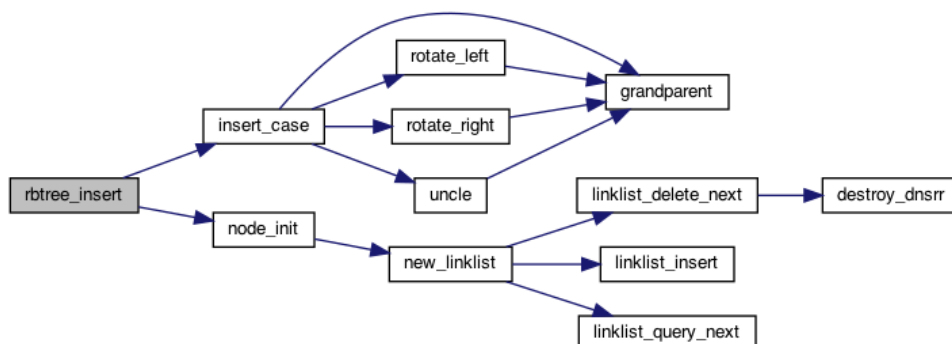 rotate_left
grandparent
insert_case
rotate_right
rbtree_insert
uncle
linklist_delete_next
destroy_dnsrr
node_init
new_linklist
linklist_insert
linklist_query_next